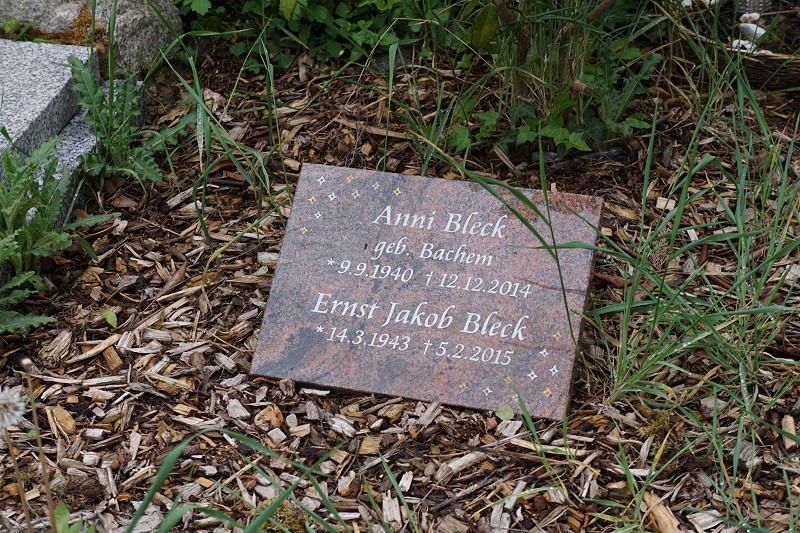 Anni Bleck
geb. Bachem
* 9.9.1940 † 12.12.2014
Ernst Jakob Bleck
* 14.3.1943 † 5.2.2015